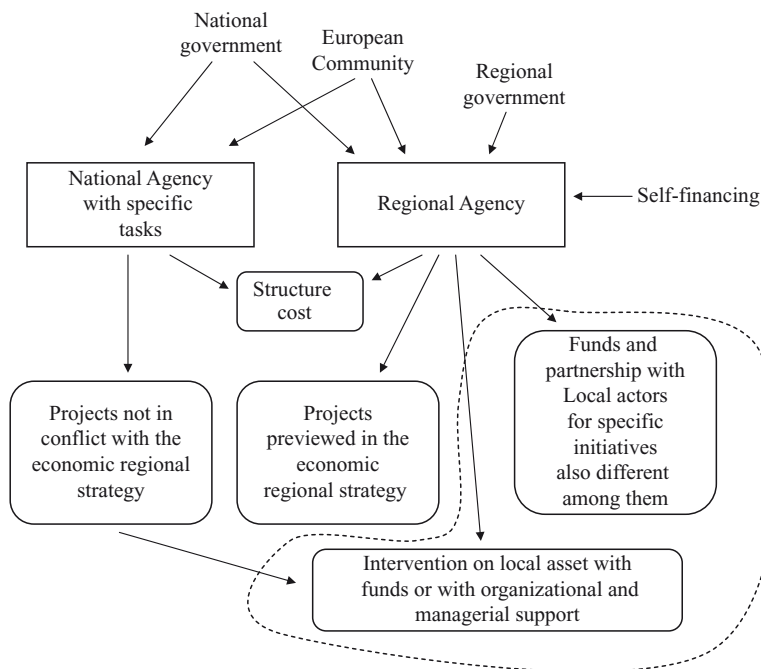 National
government
European
Community
Regional
government
National Agency
with specific
tasks
Regional Agency
Self-financing
Structure
cost
Funds and
partnership with
Local actors
for specific
initiatives
also different
among them
Projects not in
conflict with the
economic regional
strategy
Projects
previewed in the
economic
regional strategy
Intervention on local asset with
funds or with organizational and
managerial support